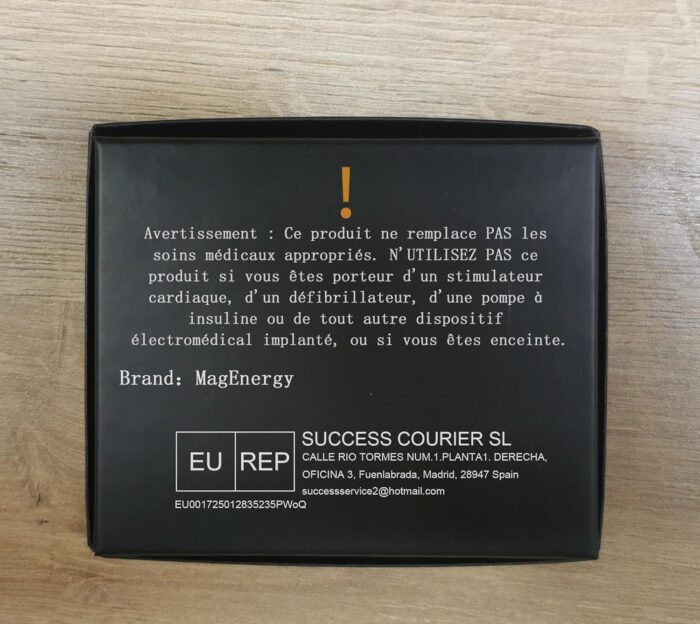 !
Avertissement : Ce produit ne remplace PAS les
soins médicaux appropriés. N'UTILISEZ PAS ce
produit si vous êtes porteur d'un stimulateur
cardiaque, d'un défibrillateur, d'une pompe à
insuline ou de tout autre dispositif
électromédical implanté, ou si vous êtes enceinte.
Brand: MagEnergy
EU REP
SUCCESS COURIER SL
CALLE RIO TORMES NUM.1.PLANTA1. DERECHA,
OFICINA 3, Fuenlabrada, Madrid, 28947 Spain
successservice2@hotmail.com
EU001725012835235PWoQ